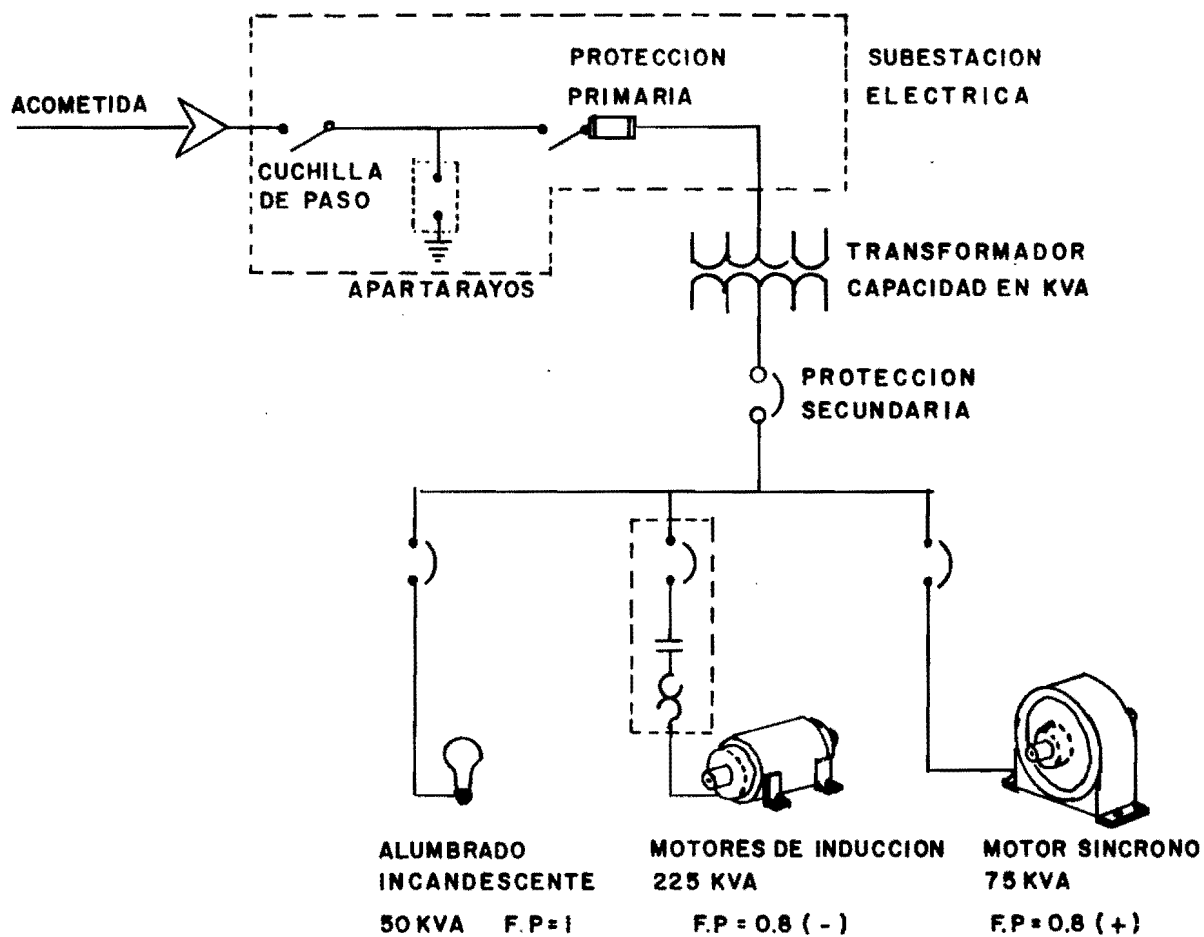 PROTECCION
PRIMARIA
SUBESTACION
ELECTRICA
ACOMETIDA
CUCHILLA
DE PASO
APARTARAYOS
TRANSFORMADOR
CAPACIDAD EN KVA
PROTECCION
SECUNDARIA
ALUMBRADO
INCANDESCENTE
50 KVA F.P = 1
MOTORES DE INDUCCION
225 KVA
F.P = 0.8 ( - )
MOTOR SINCRONO
75 KVA
F.P = 0.8 ( + )